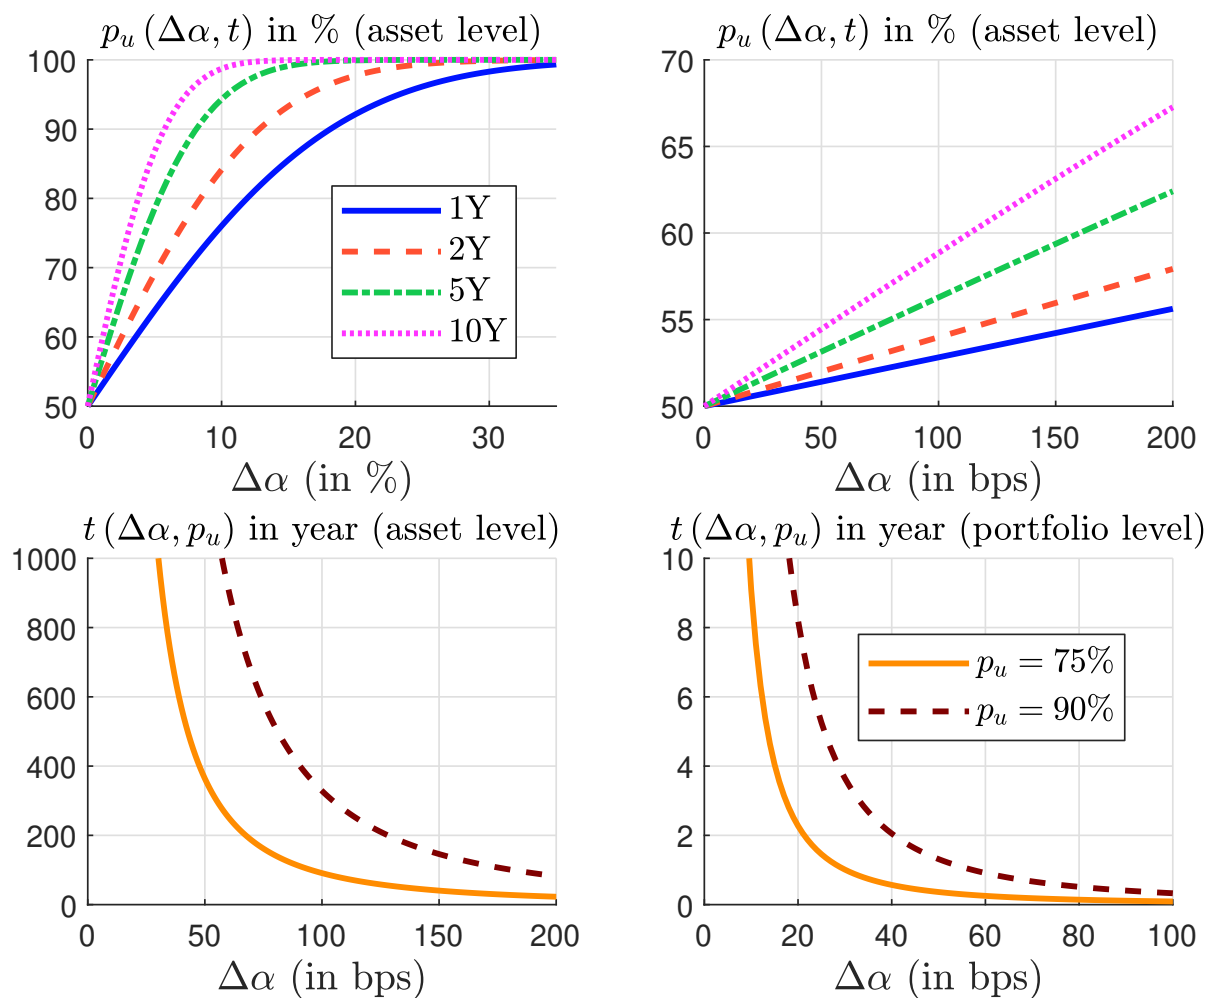 p_u (Δα, t) in % (asset level)
100
90
80
70
60
50
0 10 20 30
Δα (in %)
1Y
2Y
5Y
10Y
p_u (Δα, t) in % (asset level)
70
65
60
55
50
0 50 100 150 200
Δα (in bps)
t (Δα, p_u) in year (asset level)
1000
800
600
400
200
0
0 50 100 150 200
Δα (in bps)
t (Δα, p_u) in year (portfolio level)
10
8
6
4
2
0
0 20 40 60 80 100
Δα (in bps)
p_u = 75%
p_u = 90%